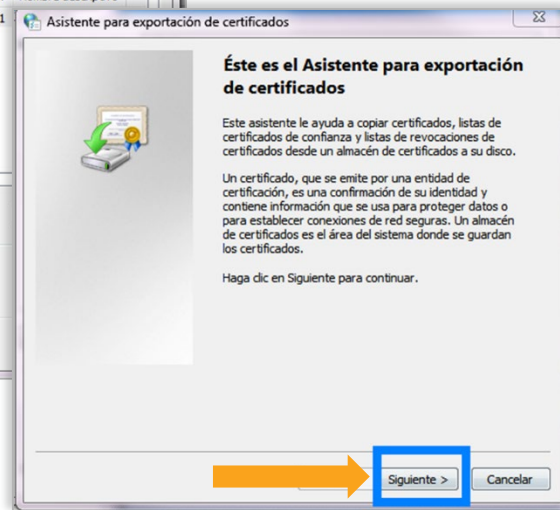 1
Asistente para exportación de certificados
Éste es el Asistente para exportación
de certificados
Este asistente le ayuda a copiar certificados, listas de
certificados de confianza y listas de revocaciones de
certificados desde un almacén de certificados a su disco.
Un certificado, que se emite por una entidad de
certificación, es una confirmación de su identidad y
contiene información que se usa para proteger datos o
para establecer conexiones de red seguras. Un almacén
de certificados es el área del sistema donde se guardan
los certificados.
Haga clic en Siguiente para continuar.
Siguiente >
Cancelar